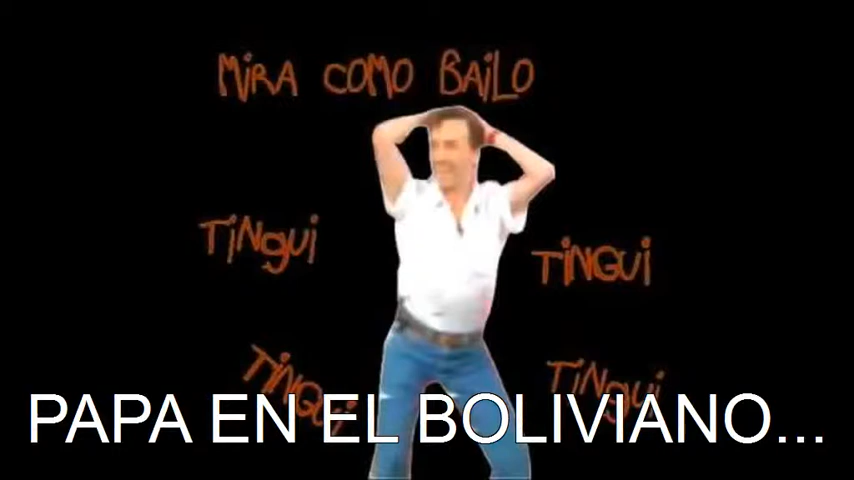 MIRA COMO BAILO
TINGUI
TINGUI
TINGUI
TINGUI
PAPA EN EL BOLIVIANO...